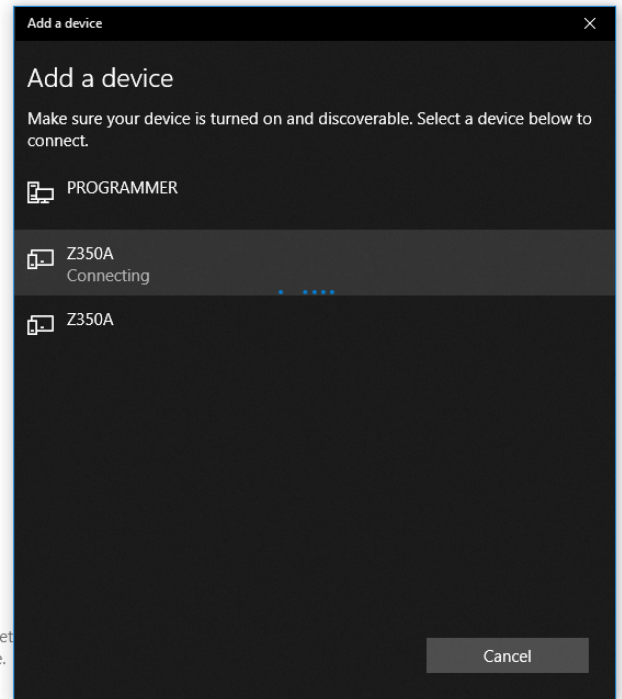 Add a device
Add a device
Make sure your device is turned on and discoverable. Select a device below to
connect.
PROGRAMMER
Z350A
Connecting
Z350A
et
e.
Cancel